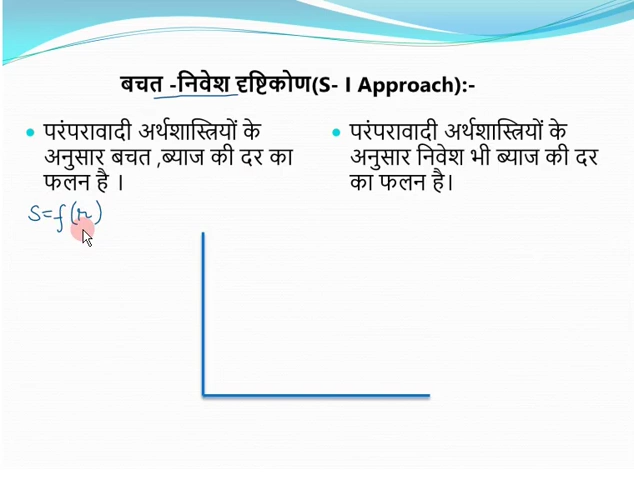 बचत -निवेश दृष्टिकोण(S- I Approach):-
• परंपरावादी अर्थशास्त्रियों के
अनुसार बचत ,ब्याज की दर का
फलन है ।
S=f(r)
• परंपरावादी अर्थशास्त्रियों के
अनुसार निवेश भी ब्याज की दर
का फलन है।